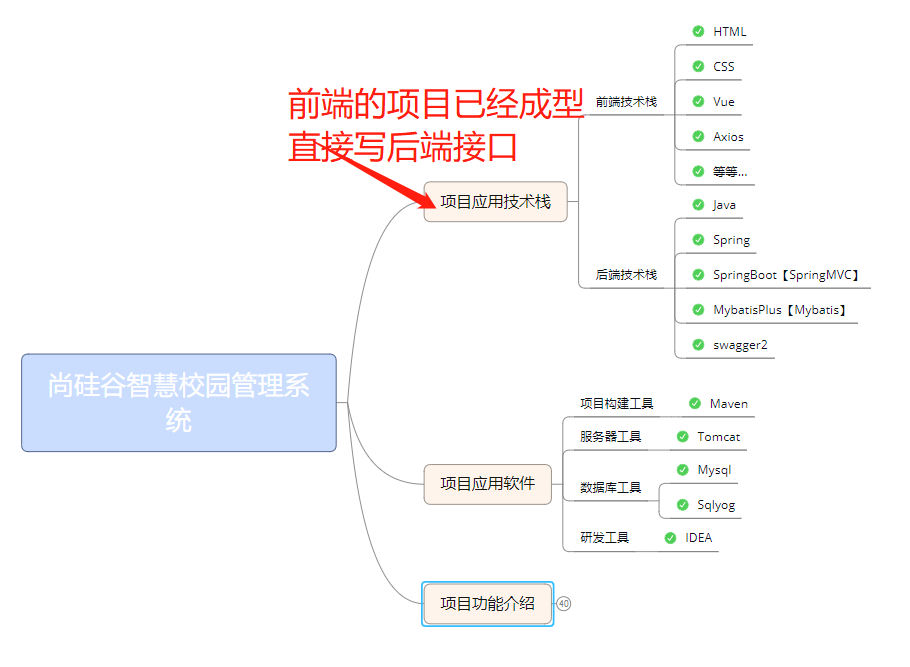 前端的项目已经成型
直接写后端接口
尚硅谷智慧校园管理系
统
项目应用技术栈
前端技术栈
HTML
CSS
Vue
Axios
等等...
后端技术栈
Java
Spring
SpringBoot【SpringMVC】
MybatisPlus【Mybatis】
swagger2
项目应用软件
项目构建工具
Maven
服务器工具
Tomcat
数据库工具
Mysql
Sqlyog
研发工具
IDEA
项目功能介绍
40